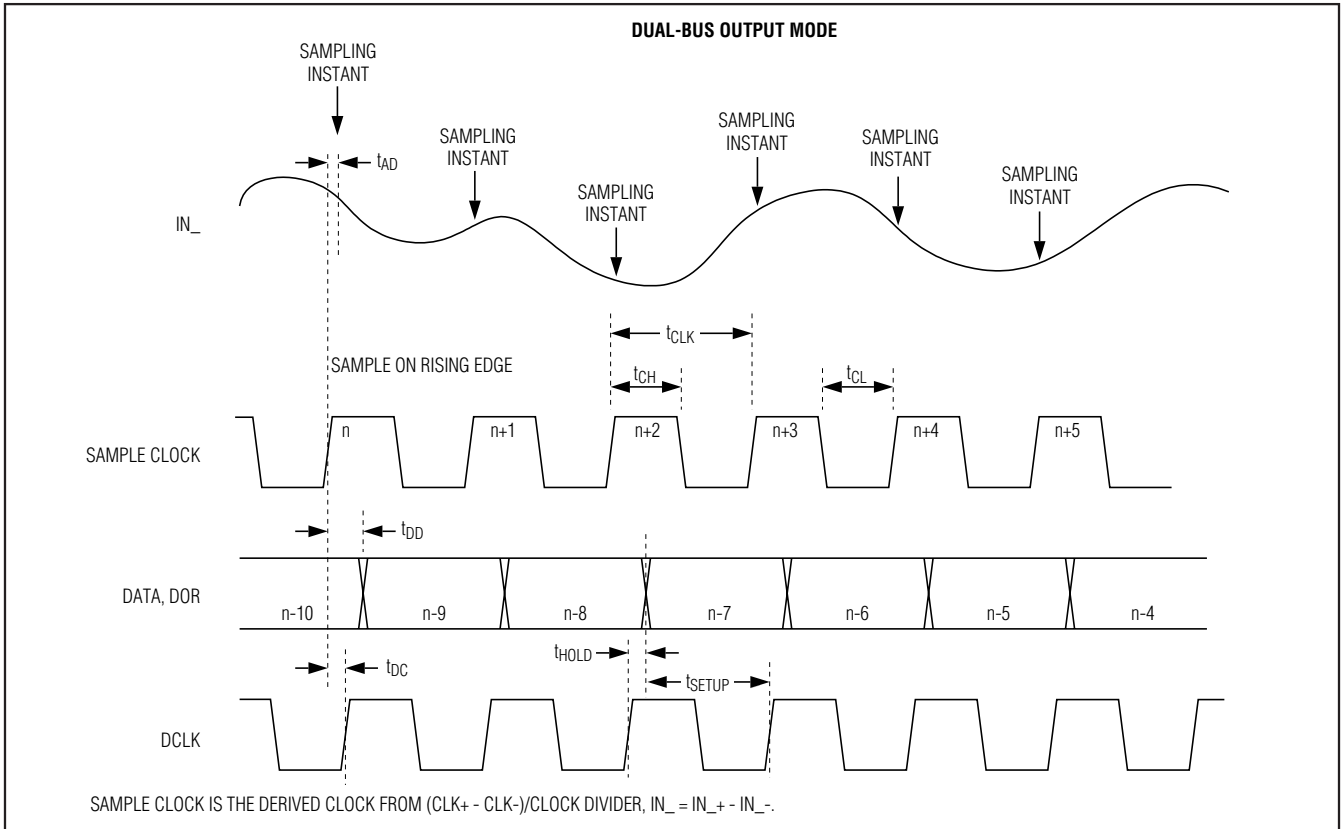 DUAL-BUS OUTPUT MODE
SAMPLING
INSTANT
tAD
SAMPLING
INSTANT
SAMPLING
INSTANT
SAMPLING
INSTANT
SAMPLING
INSTANT
SAMPLING
INSTANT
IN_
tCLK
SAMPLE ON RISING EDGE
tCH
tCL
SAMPLE CLOCK
n
n+1
n+2
n+3
n+4
n+5
tDD
DATA, DOR
n-10
n-9
n-8
n-7
n-6
n-5
n-4
tHOLD
tDC
tSETUP
DCLK
SAMPLE CLOCK IS THE DERIVED CLOCK FROM (CLK+ - CLK-)/CLOCK DIVIDER, IN_ = IN_+ - IN_-.